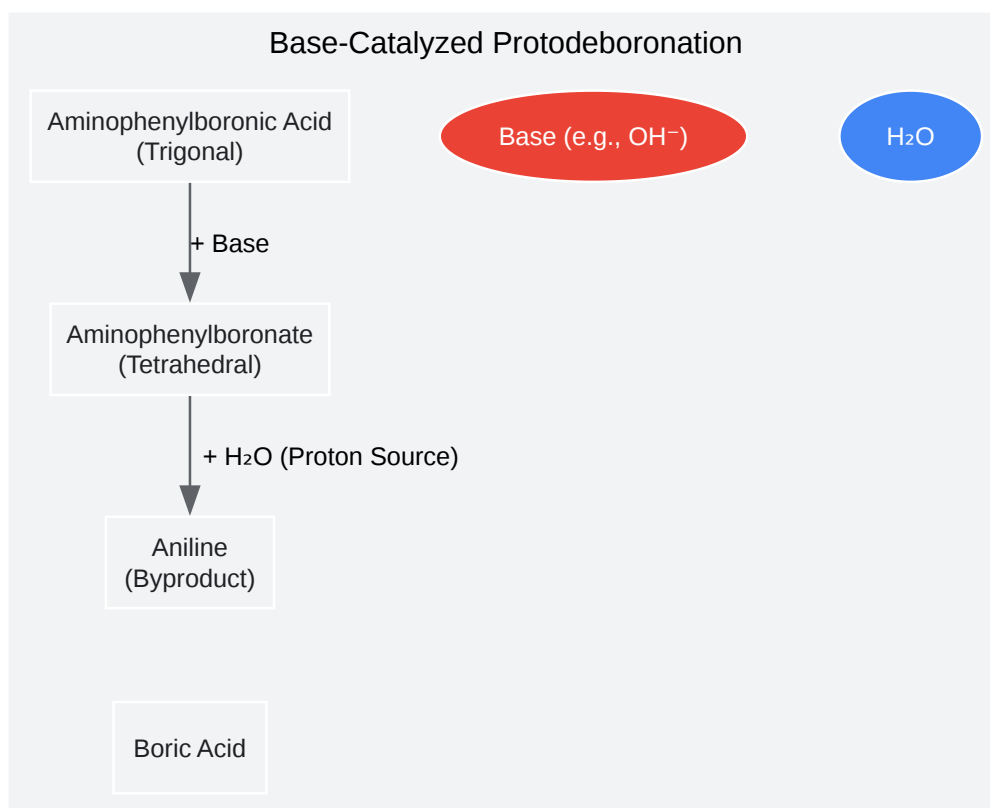 Base-Catalyzed Protodeboronation
Aminophenylboronic Acid
(Trigonal)
Base (e.g., OH⁻)
H₂O
+ Base
Aminophenylboronate
(Tetrahedral)
+ H₂O (Proton Source)
Aniline
(Byproduct)
Boric Acid